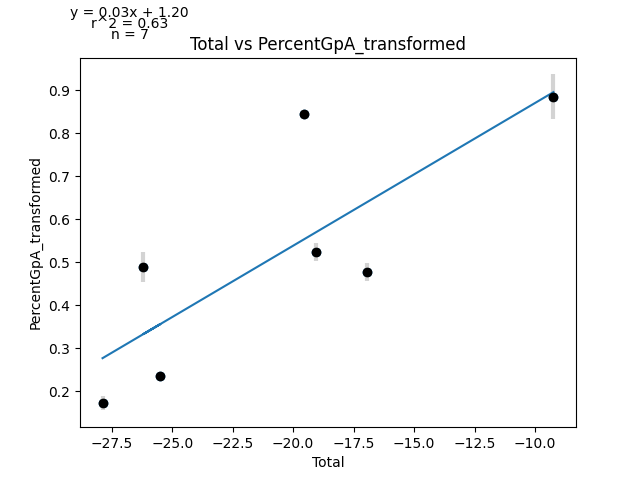 y = 0.03x + 1.20
r^2 = 0.63
n = 7
Total vs PercentGpA_transformed
PercentGpA_transformed
0.9
0.8
0.7
0.6
0.5
0.4
0.3
0.2
−27.5 −25.0 −22.5 −20.0 −17.5 −15.0 −12.5 −10.0
Total